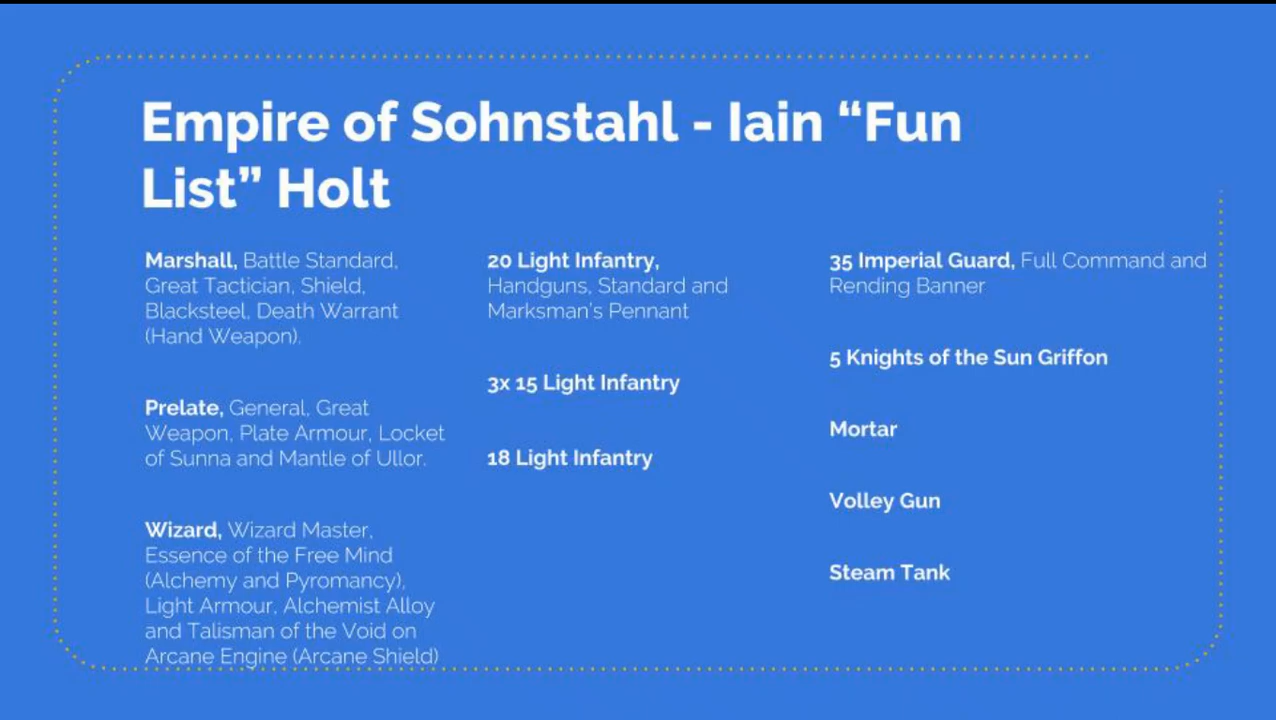 Empire of Sohnstahl - Iain “Fun
List” Holt
Marshall, Battle Standard,
Great Tactician, Shield,
Blacksteel, Death Warrant
(Hand Weapon).
Prelate, General, Great
Weapon, Plate Armour, Locket
of Sunna and Mantle of Ullor.
Wizard, Wizard Master,
Essence of the Free Mind
(Alchemy and Pyromancy),
Light Armour, Alchemist Alloy
and Talisman of the Void on
Arcane Engine (Arcane Shield)
20 Light Infantry,
Handguns, Standard and
Marksman's Pennant
3x 15 Light Infantry
18 Light Infantry
35 Imperial Guard, Full Command and
Rending Banner
5 Knights of the Sun Griffon
Mortar
Volley Gun
Steam Tank